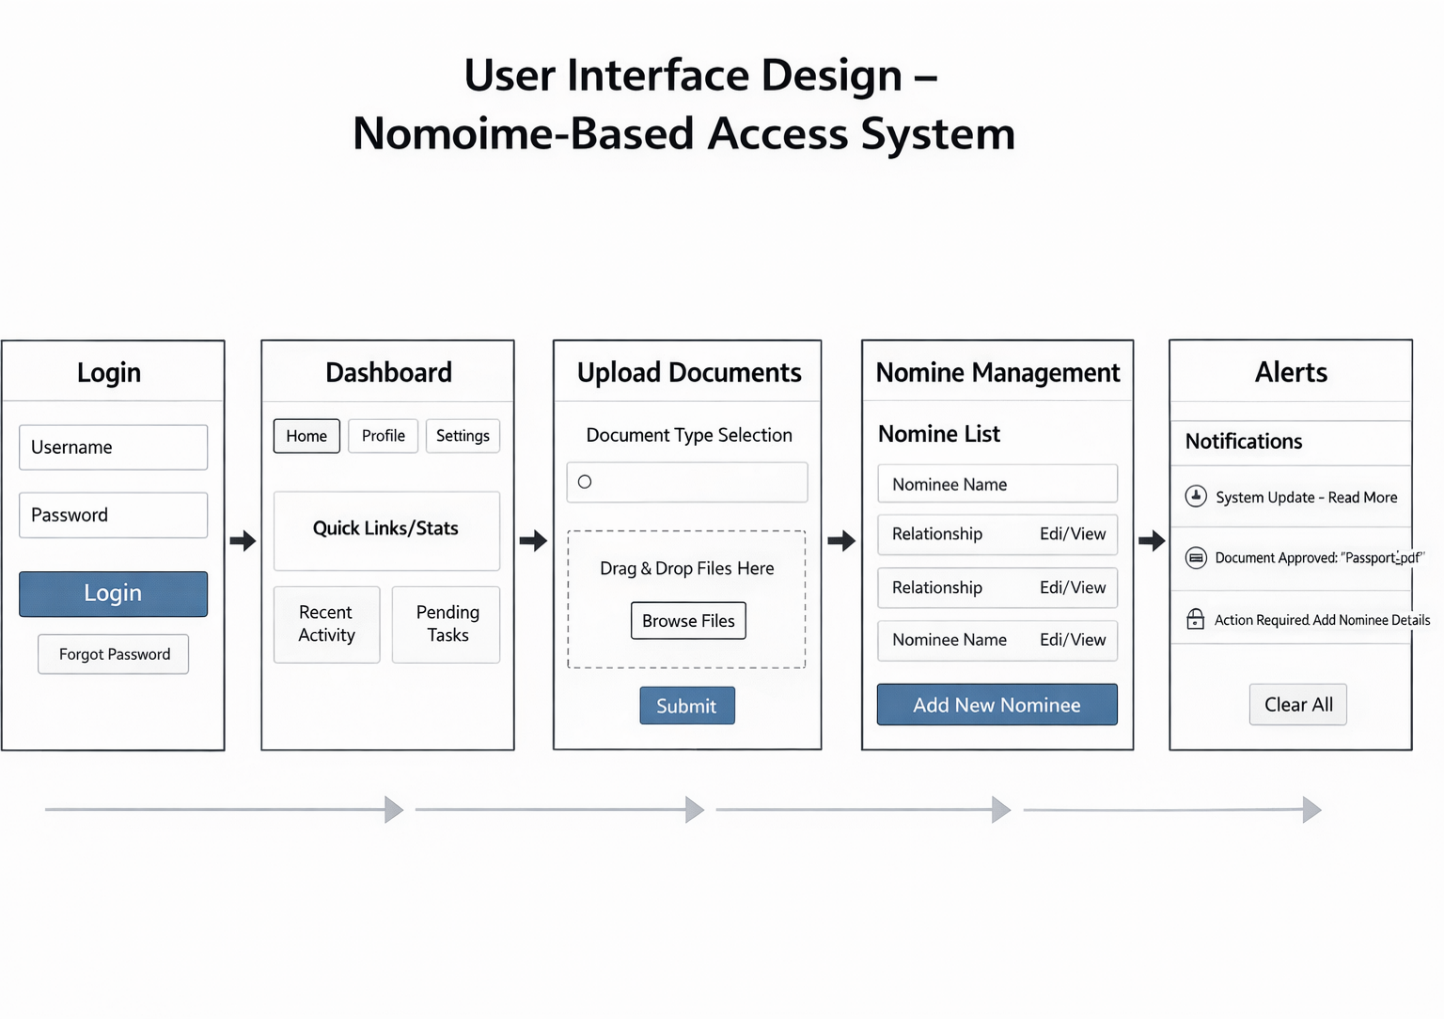 User Interface Design –
Nomoime-Based Access System
Login
Username
Password
Login
Forgot Password
Dashboard
Home
Profile
Settings
Quick Links/Stats
Recent
Activity
Pending
Tasks
Upload Documents
Document Type Selection
Drag & Drop Files Here
Browse Files
Submit
Nomine Management
Nomine List
Nominee Name
Relationship Edi/View
Relationship Edi/View
Nominee Name Edi/View
Add New Nominee
Alerts
Notifications
System Update - Read More
Document Approved: "Passport-pdf"
Action Required. Add Nominee Details
Clear All